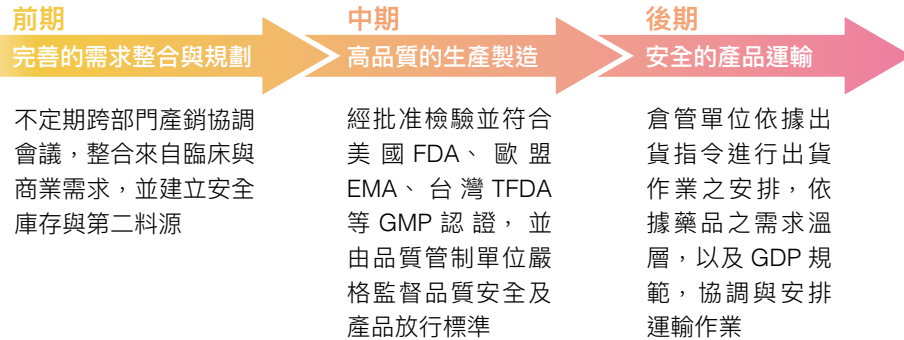 前期
完善的需求整合與規劃
不定期跨部門產銷協調
會議，整合來自臨床與
商業需求，並建立安全
庫存與第二料源
中期
高品質的生產製造
經批准檢驗並符合
美國 FDA、歐盟
EMA、台灣 TFDA
等 GMP 認證，並
由品質管制單位嚴
格監督品質安全及
產品放行標準
後期
安全的產品運輸
倉管單位依據出
貨指令進行出貨
作業之安排，依
據藥品之需求溫
層，以及 GDP 規
範，協調與安排
運輸作業